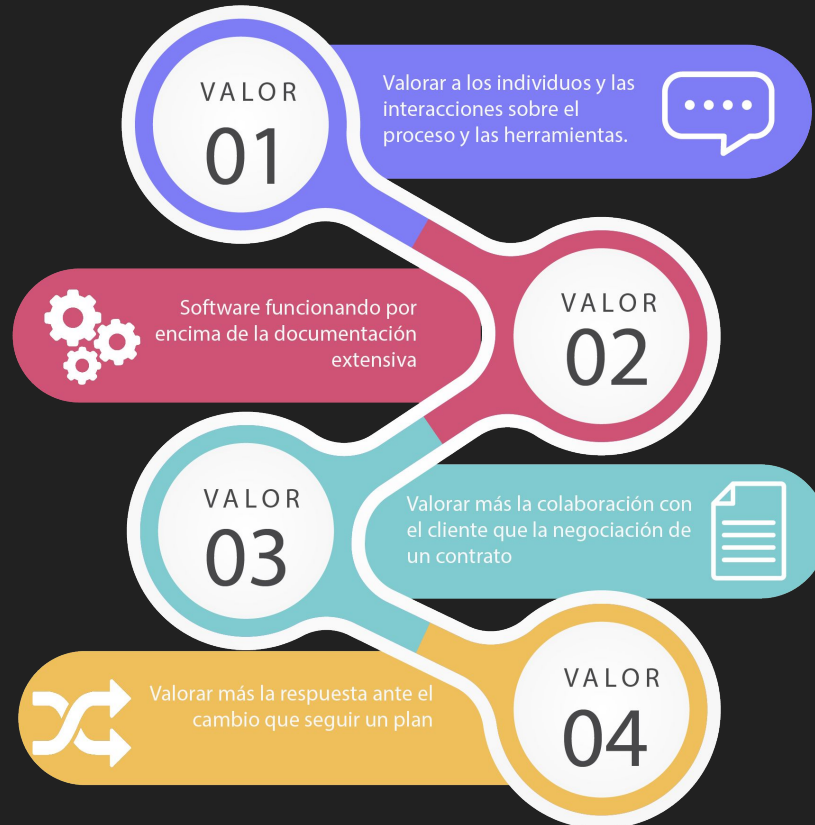 VALOR
01
Valorar a los individuos y las
interacciones sobre el
proceso y las herramientas.
VALOR
02
Software funcionando por
encima de la documentación
extensiva
VALOR
03
Valorar más la colaboración con
el cliente que la negociación de
un contrato
VALOR
04
Valorar más la respuesta ante el
cambio que seguir un plan